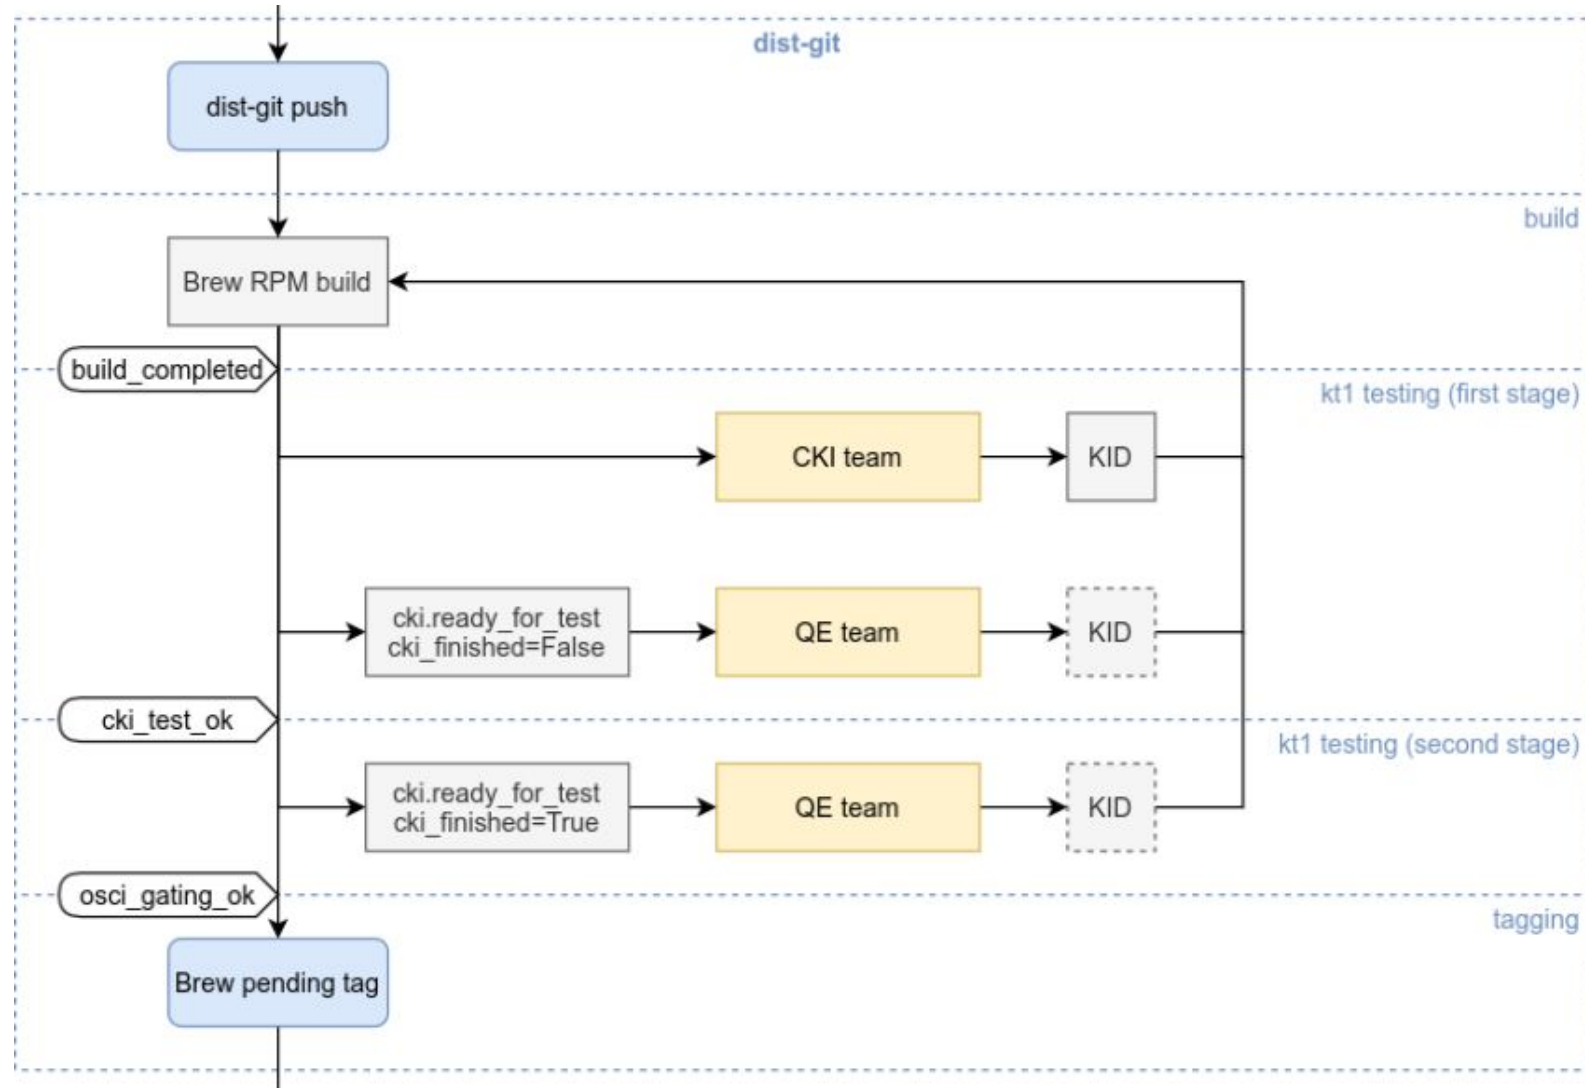 dist-git
dist-git push
build
Brew RPM build
build_completed
kt1 testing (first stage)
CKI team
KID
cki.ready_for_test
cki_finished=False
QE team
KID
cki_test_ok
kt1 testing (second stage)
cki.ready_for_test
cki_finished=True
QE team
KID
osci_gating_ok
tagging
Brew pending tag